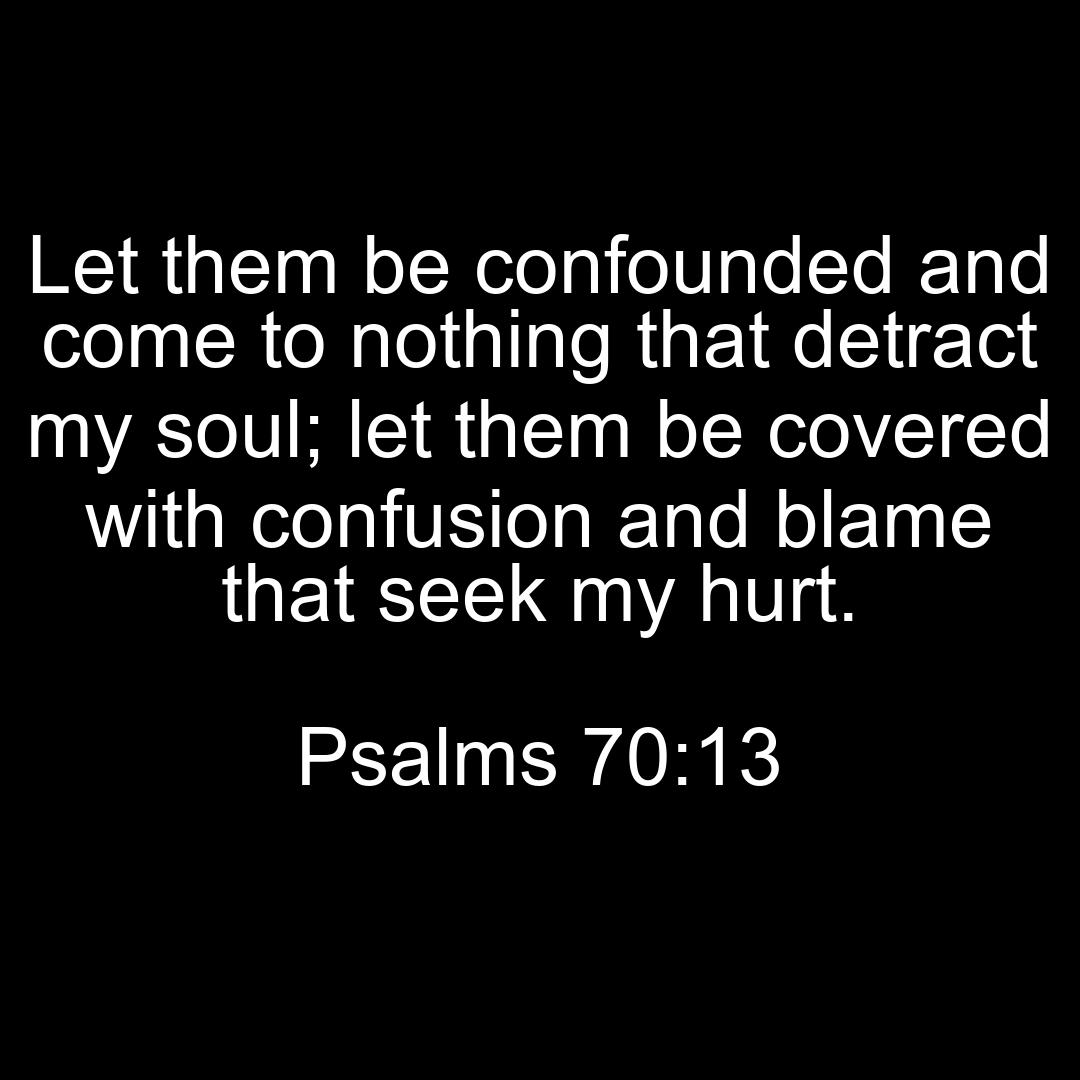 Let them be confounded and
come to nothing that detract
my soul; let them be covered
with confusion and blame
that seek my hurt.
Psalms 70:13